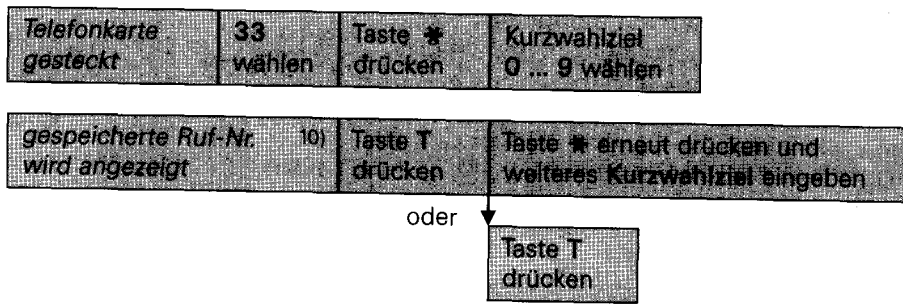 Telefonkarte
gesteckt
33
wählen
Taste ✱
drücken
Kurzwahlziel
0 ... 9 wählen
gespeicherte Ruf-Nr. 10)
wird angezeigt
Taste T
drücken
Taste ✱ erneut drücken und
weiteres Kurzwahlziel eingeben
oder
Taste T
drücken